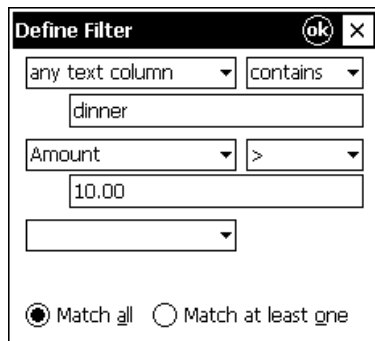 Define Filter ok
any text column contains
dinner
Amount >
10.00
Match all Match at least one